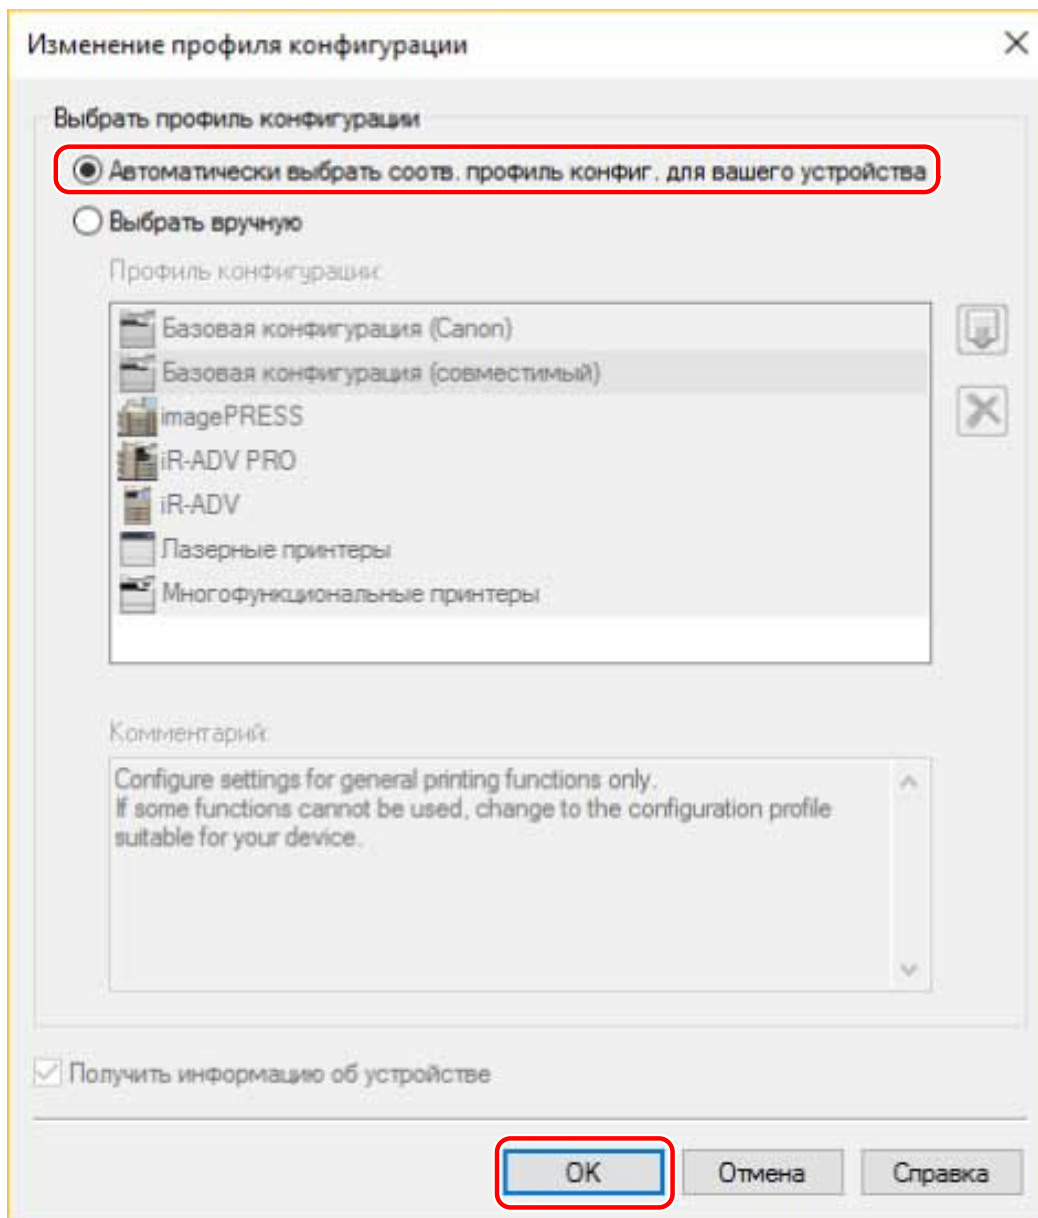 Изменение профиля конфигурации
Выбрать профиль конфигурации
Автоматически выбрать соотв. профиль конфиг. для вашего устройства
Выбрать вручную
Профиль конфигурации:
Базовая конфигурация (Canon)
Базовая конфигурация (совместимый)
imagePRESS
iR-ADV PRO
iR-ADV
Лазерные принтеры
Многофункциональные принтеры
Комментарий:
Configure settings for general printing functions only.
If some functions cannot be used, change to the configuration profile
suitable for your device.
Получить информацию об устройстве
OK Отмена Справка